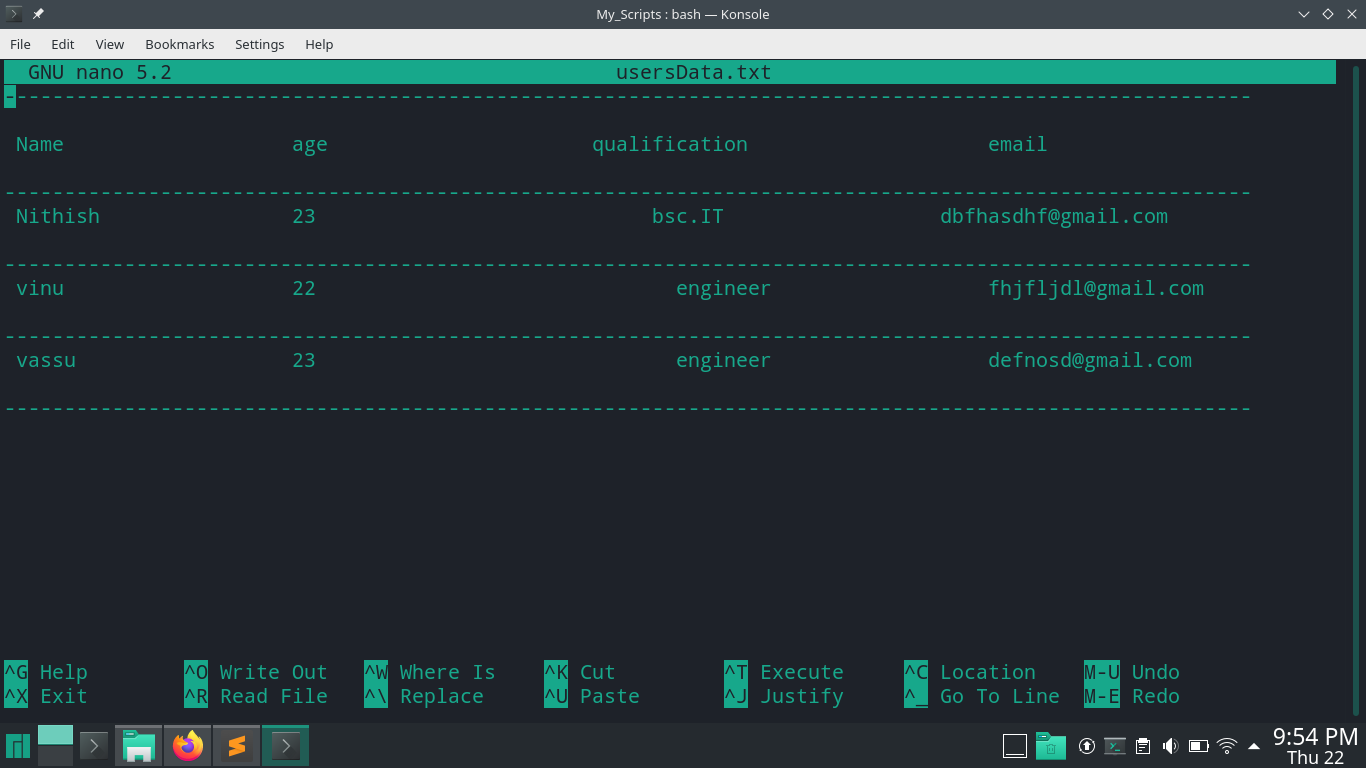 My_Scripts : bash — Konsole
File Edit View Bookmarks Settings Help
GNU nano 5.2 usersData.txt
--------------------------------------------------------------------------------------------------------
Name age qualification email
--------------------------------------------------------------------------------------------------------
Nithish 23 bsc.IT dbfhasdhf@gmail.com
--------------------------------------------------------------------------------------------------------
vinu 22 engineer fhjfljdl@gmail.com
--------------------------------------------------------------------------------------------------------
vassu 23 engineer defnosd@gmail.com
--------------------------------------------------------------------------------------------------------
^G Help ^O Write Out ^W Where Is ^K Cut ^T Execute ^C Location M-U Undo
^X Exit ^R Read File ^\ Replace ^U Paste ^J Justify ^_ Go To Line M-E Redo
9:54 PM
Thu 22